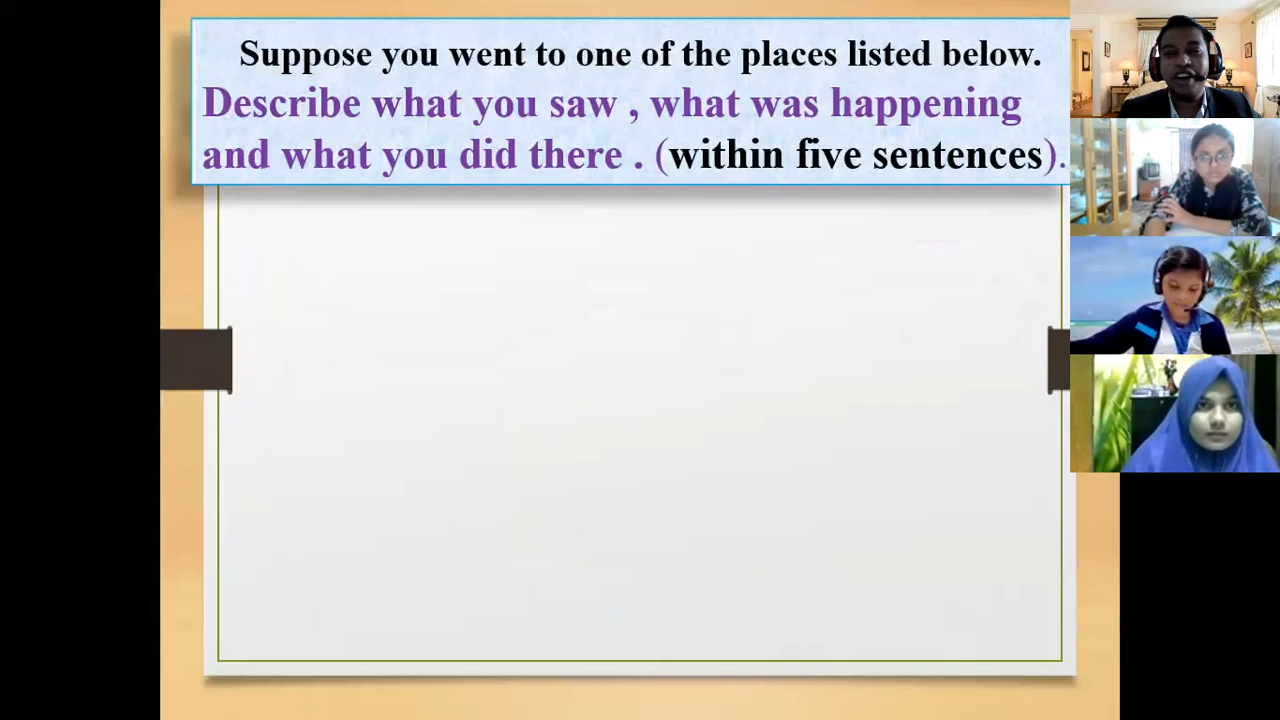 Suppose you went to one of the places listed below.
Describe what you saw , what was happening
and what you did there . (within five sentences).